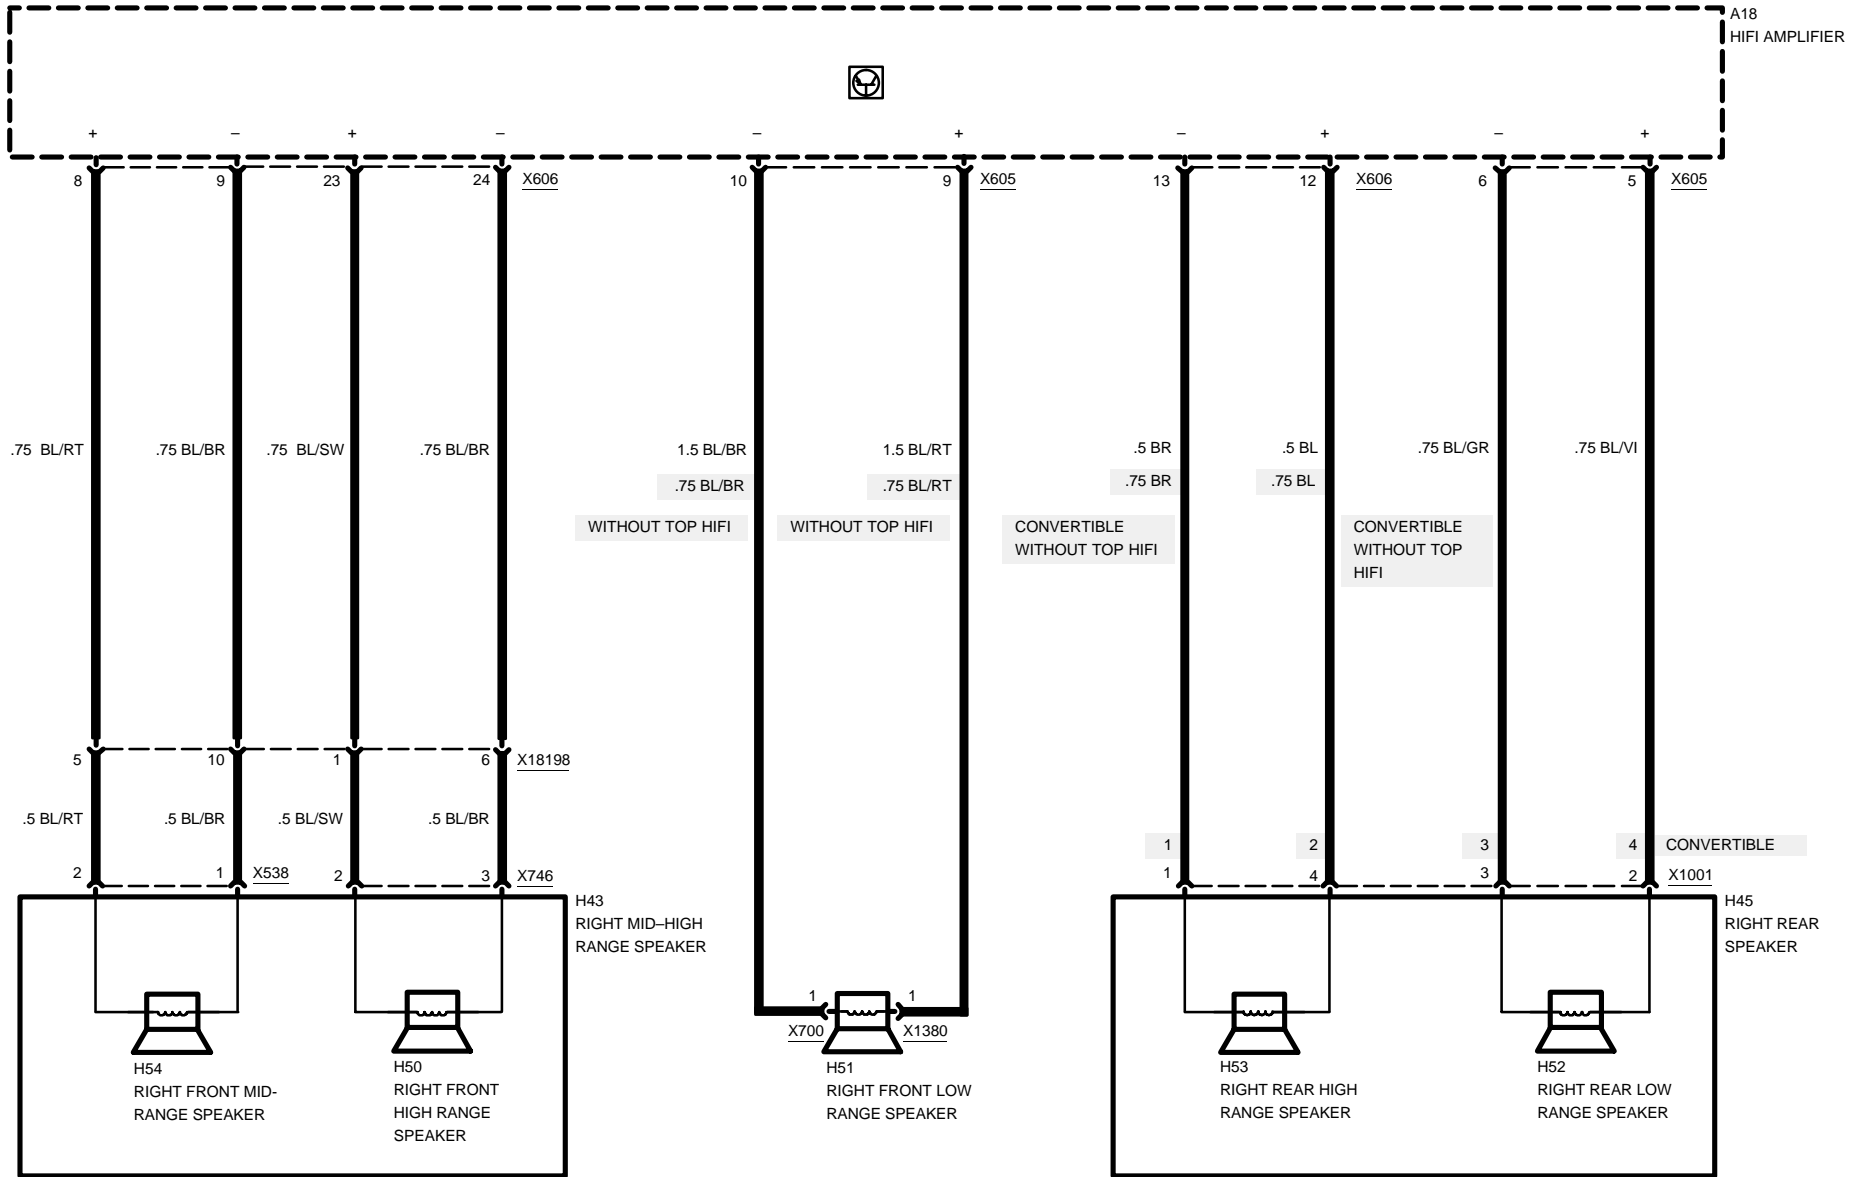 A18
HIFI AMPLIFIER
+ – + – – + – + – +
8 9 23 24 X606 10 9 X605 13 12 X606 6 5 X605
.75 BL/RT .75 BL/BR .75 BL/SW .75 BL/BR 1.5 BL/BR 1.5 BL/RT .5 BR .5 BL .75 BL/GR .75 BL/VI
.75 BL/BR .75 BL/RT .75 BR .75 BL
WITHOUT TOP HIFI
WITHOUT TOP HIFI
CONVERTIBLE
WITHOUT TOP HIFI
CONVERTIBLE
WITHOUT TOP
HIFI
5 10 1 6 X18198
.5 BL/RT .5 BL/BR .5 BL/SW .5 BL/BR
1 2 3 4 CONVERTIBLE
2 1 X538 2 3 X746 1 4 3 2 X1001
H43
RIGHT MID–HIGH
RANGE SPEAKER
H45
RIGHT REAR
SPEAKER
1 1
X700 X1380
H54
RIGHT FRONT MID-
RANGE SPEAKER
H50
RIGHT FRONT
HIGH RANGE
SPEAKER
H51
RIGHT FRONT LOW
RANGE SPEAKER
H53
RIGHT REAR HIGH
RANGE SPEAKER
H52
RIGHT REAR LOW
RANGE SPEAKER